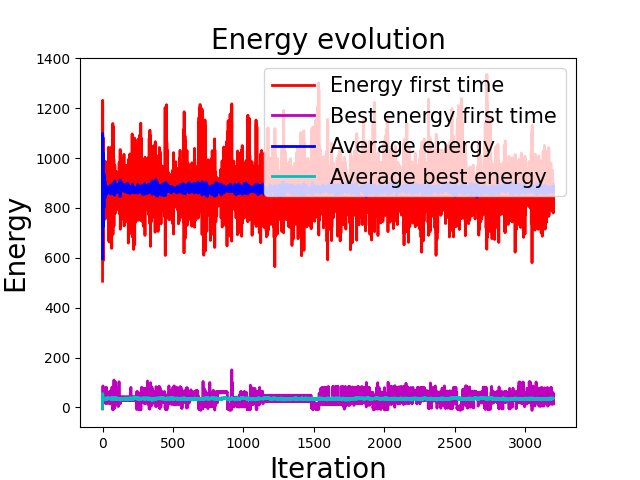 Energy evolution
Energy
1400
1200
1000
800
600
400
200
0
Energy first time
Best energy first time
Average energy
Average best energy
0 500 1000 1500 2000 2500 3000
Iteration